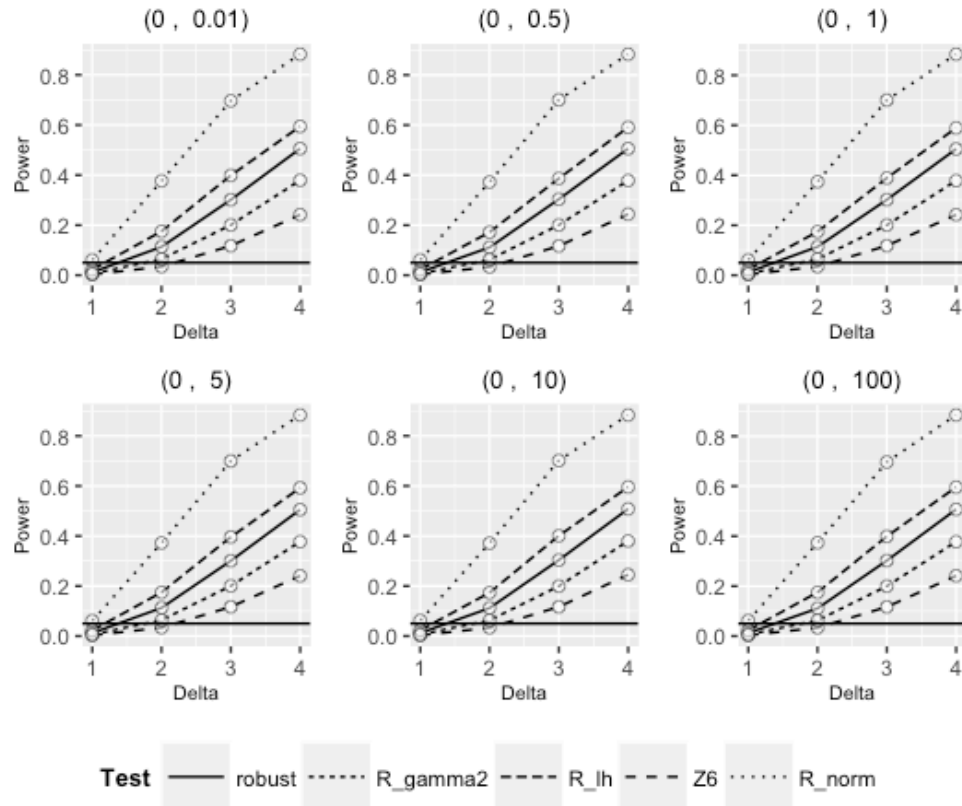 (0 , 0.01) (0 , 0.5) (0 , 1)
0.8 0.8 0.8
0.6 0.6 0.6
0.4 0.4 0.4
0.2 0.2 0.2
0.0 0.0 0.0
Power Power Power
1 2 3 4 1 2 3 4 1 2 3 4
Delta Delta Delta
(0 , 5) (0 , 10) (0 , 100)
0.8 0.8 0.8
0.6 0.6 0.6
0.4 0.4 0.4
0.2 0.2 0.2
0.0 0.0 0.0
Power Power Power
1 2 3 4 1 2 3 4 1 2 3 4
Delta Delta Delta
Test robust R_gamma2 R_lh Z6 R_norm